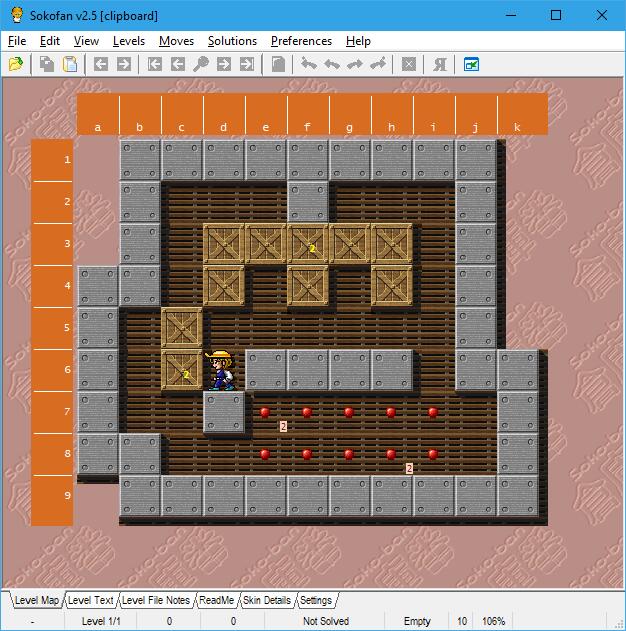 Sokofan v2.5 [clipboard]
File Edit View Levels Moves Solutions Preferences Help
Я
a b c d e f g h i j k
1
2
3
2
4
5
6
2
7
2
8
2
9
Level Map Level Text Level File Notes ReadMe Skin Details Settings
- Level 1/1 0 0 Not Solved Empty 10 106%